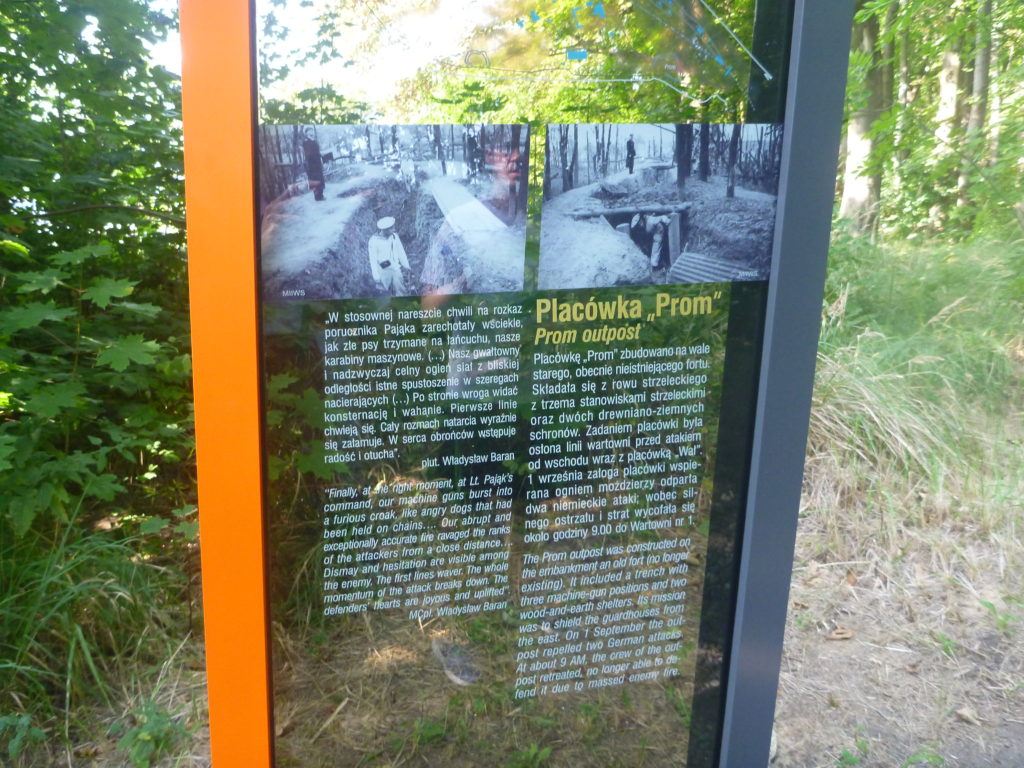 MIIWS
MIIWS
„W stosownej nareszcie chwili na rozkaz
porucznika Pająka zarechotały wściekle,
jak złe psy trzymane na łańcuchu, nasze
karabiny maszynowe. (...) Nasz gwałtowny
i nadzwyczaj celny ogień siał z bliskiej
odległości istne spustoszenie w szeregach
nacierających (...) Po stronie wroga widać
konsternację i wahanie. Pierwsze linie
chwieją się. Cały rozmach natarcia wyraźnie
się załamuje. W serca obrońców wstępuje
radość i otucha".
plut. Władysław Baran
"Finally, at the right moment, at Lt. Pająk's
command, our machine guns burst into
a furious croak, like angry dogs that had
been held on chains.... Our abrupt and
exceptionally accurate fire ravaged the ranks
of the attackers from a close distance....
Dismay and hesitation are visible among
the enemy. The first lines waver. The whole
momentum of the attack breaks down. The
defenders' hearts are joyous and uplifted"
MCpl. Władysław Baran
Placówka „Prom"
Prom outpost
Placówkę „Prom" zbudowano na wale
starego, obecnie nieistniejącego fortu.
Składała się z rowu strzeleckiego
z trzema stanowiskami strzeleckimi
oraz dwóch drewniano-ziemnych
schronów. Zadaniem placówki była
osłona linii wartowni przed atakiem
od wschodu wraz z placówką „Wał".
1 września załoga placówki wspie-
rana ogniem moździerzy odparła
dwa niemieckie ataki; wobec sil-
nego ostrzału i strat wycofała się
około godziny 9.00 do Wartowni nr 1.
The Prom outpost was constructed on
the embankment an old fort (no longer
existing). It included a trench with
three machine-gun positions and two
wood-and-earth shelters. Its mission
was to shield the guardhouses from
the east. On 1 September the out-
post repelled two German attacks.
At about 9 AM, the crew of the out-
post retreated, no longer able to de-
fend it due to massed enemy fire.